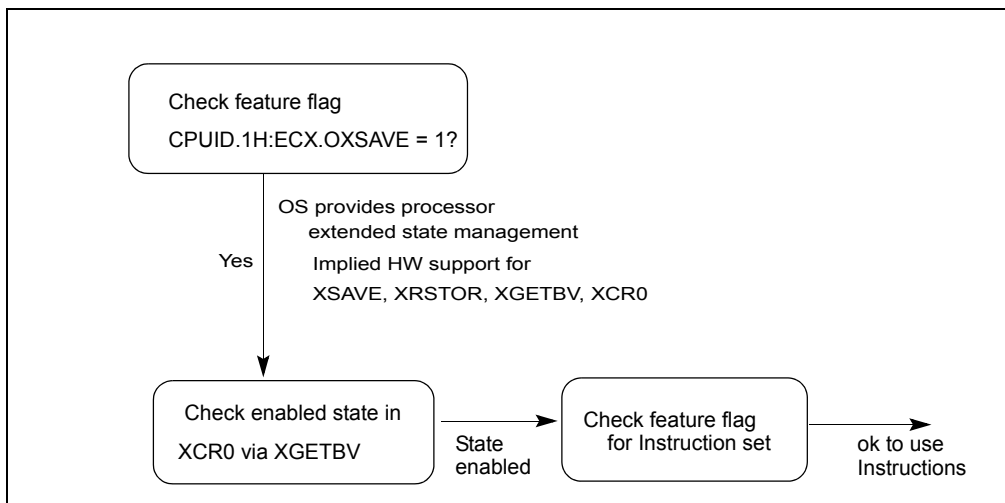 Check feature flag
CPUID.1H:ECX.OXSAVE = 1?
OS provides processor
extended state management
Yes
Implied HW support for
XSAVE, XRSTOR, XGETBV, XCR0
Check enabled state in
XCR0 via XGETBV
State
enabled
Check feature flag
for Instruction set
ok to use
Instructions